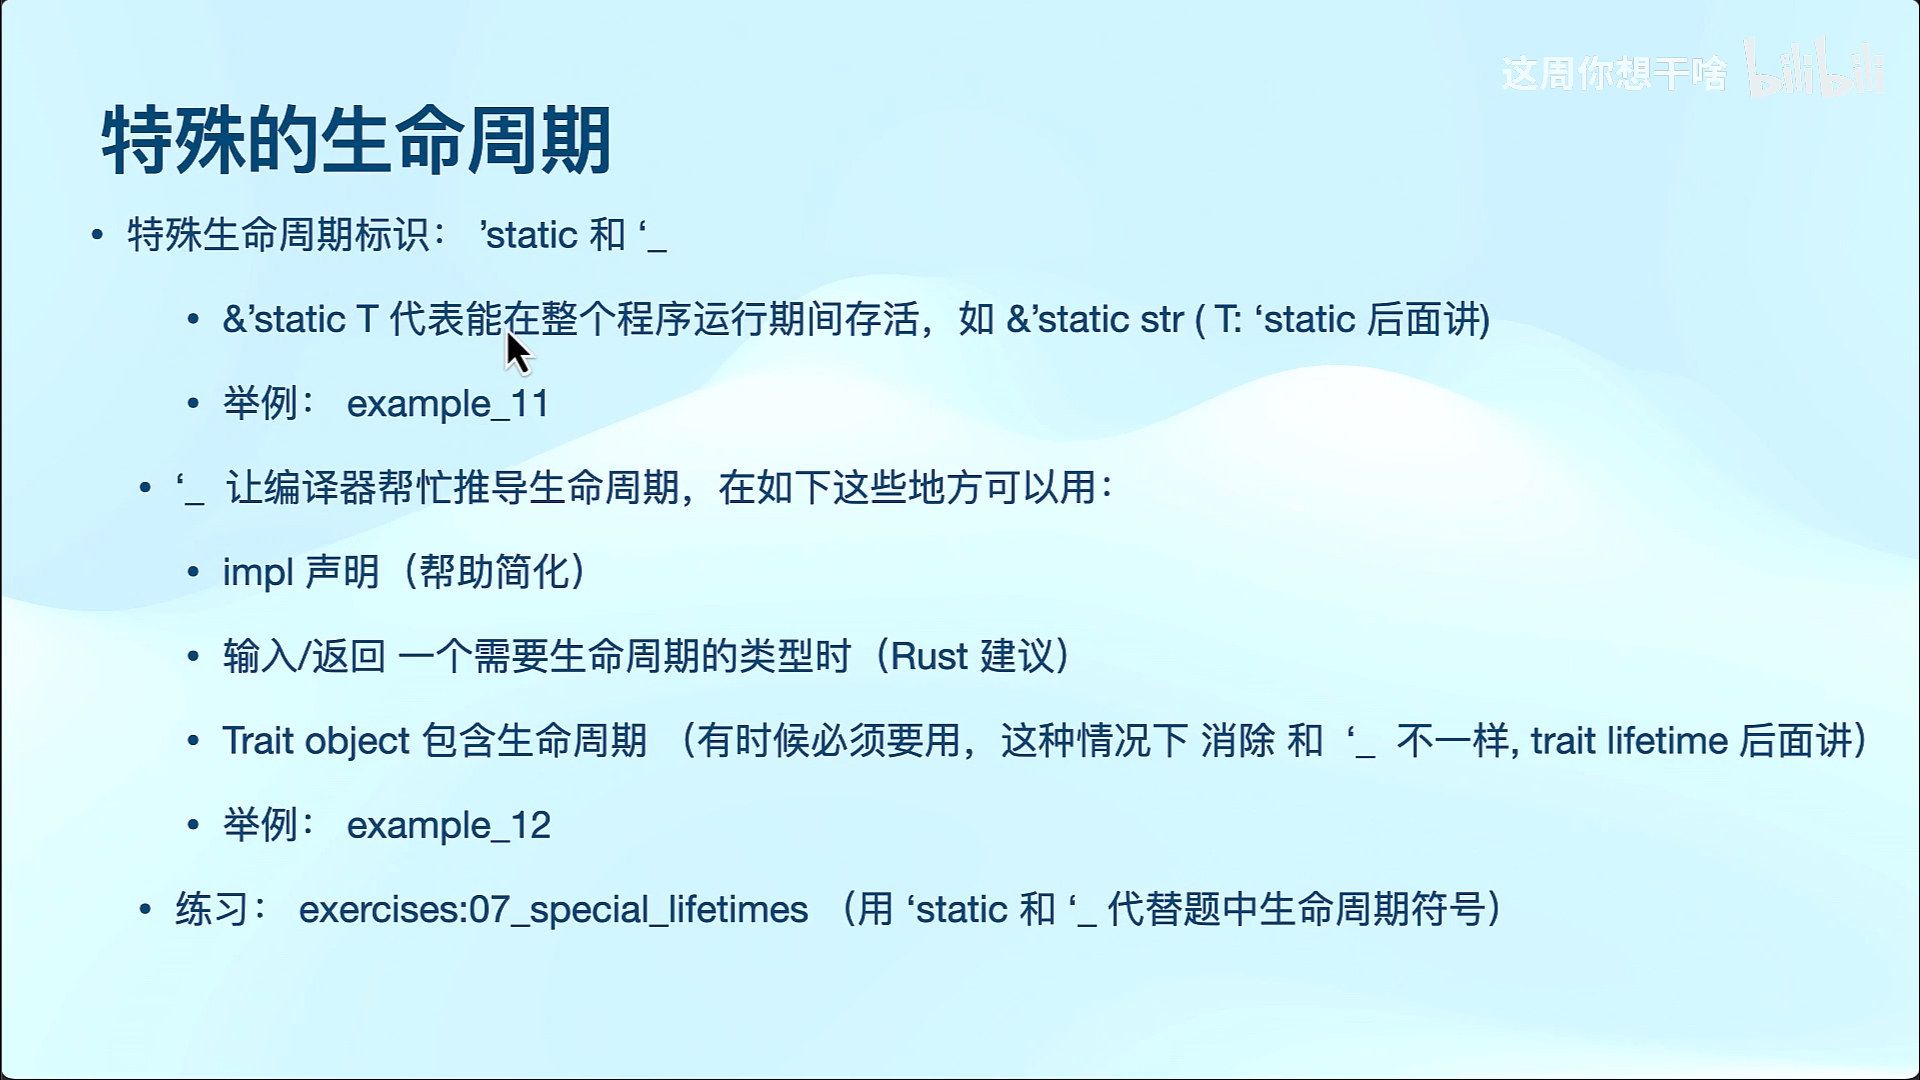 这周你想干啥 bilibili
特殊的生命周期
• 特殊生命周期标识： ’static 和 ‘_
• &’static T 代表能在整个程序运行期间存活，如 &’static str ( T: ‘static 后面讲)
• 举例： example_11
• ‘_ 让编译器帮忙推导生命周期，在如下这些地方可以用：
• impl 声明（帮助简化）
• 输入/返回 一个需要生命周期的类型时（Rust 建议）
• Trait object 包含生命周期 （有时候必须要用，这种情况下 消除 和 ‘_ 不一样, trait lifetime 后面讲）
• 举例： example_12
• 练习： exercises:07_special_lifetimes （用 ‘static 和 ‘_ 代替题中生命周期符号）